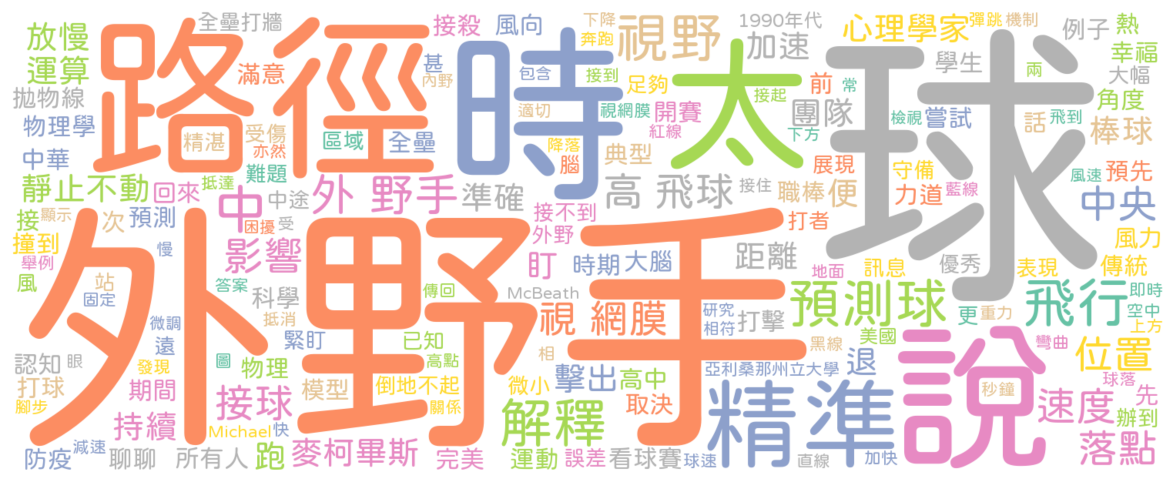 全壘打牆
接殺
風向
下降
1990年代
心理學家
彈跳
機制
例子
熱
放慢
路徑
時
奔跑
視野
加速
太
球
幸福
運算
滿意
甚
內野
包含
接到
足夠
前
兩
常
學生
大幅
拋物線
適切
接起
視網膜
開賽
團隊
檢視
嘗試
話
飛到
角度
物理學
精湛
受傷
區域
全壘
紅線
下方
棒球
亦然
降落
腦
典型
展現
守備
中華
難題
高 飛球
接住
職棒
便
力道
藍線
風速
預先
靜止不動
回來
抵達
中
中途
外 野手
準確
中央
接
顯示
次
預測
困擾
受
接不到
打者
撞到
慢
影響
外野
盯
時期
大腦
距離
優秀
風力
舉例
外野手
風
站
答案
傳回
地面
訊息
表現
傳統
固定
科學
McBeath
預測球
飛行
即時
微調
抵消
視 網膜
研究
打擊
更
重力
空中
遠
緊盯
已知
相符
美國
上方
圖
黑線
彎曲
說
位置
認知
眼
發現
物理
高點
相
亞利桑那州立大學
退
球落
打球
期間
模型
倒地不起
微小
擊出
高中
精準
秒鐘
腳步
接球
關係
解釋
取決
速度
先
辦到
持續
Michael
快
麥柯畢斯
落點
防疫
減速
聊聊
所有人
跑
完美
運動
誤差
看球賽
球速
直線
加快